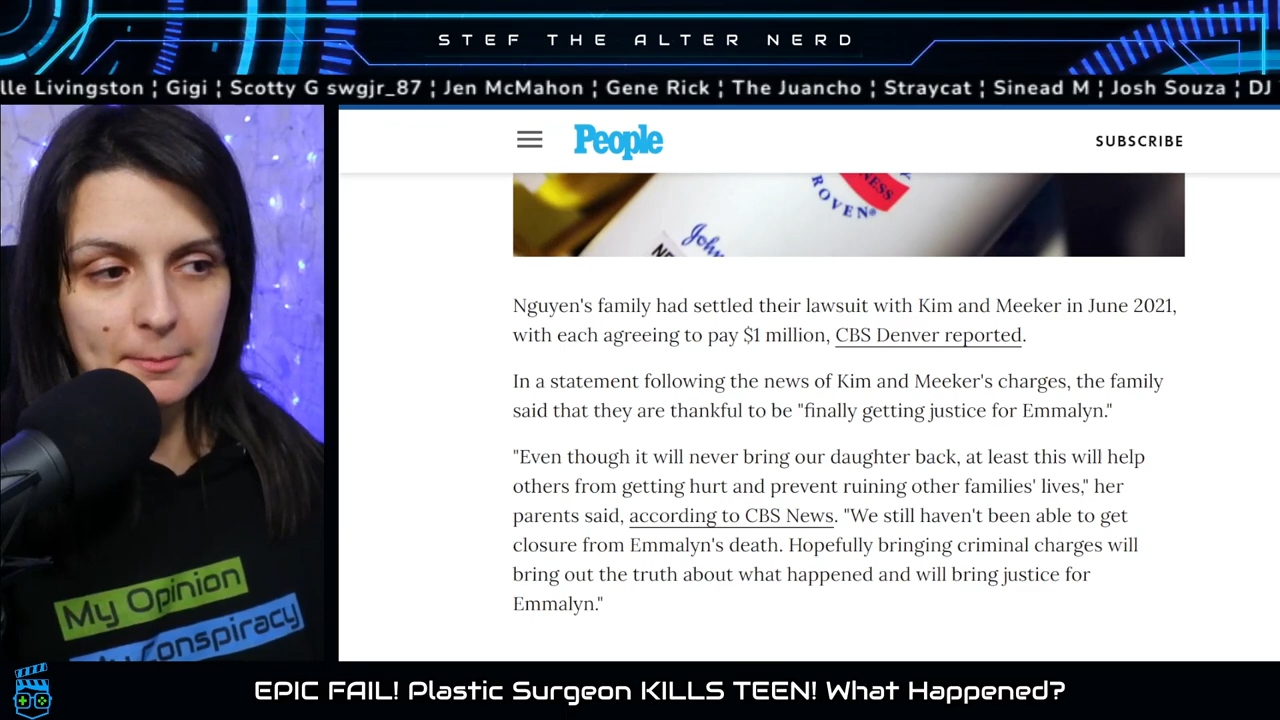 STEF THE ALTER NERD
lle Livingston ¦ Gigi ¦ Scotty G swgjr_87 ¦ Jen McMahon ¦ Gene Rick ¦ The Juancho ¦ Straycat ¦ Sinead M ¦ Josh Souza ¦ DJ
People
SUBSCRIBE
NESS
ROVEN®
John
Nguyen's family had settled their lawsuit with Kim and Meeker in June 2021,
with each agreeing to pay $1 million, CBS Denver reported.
In a statement following the news of Kim and Meeker's charges, the family
said that they are thankful to be "finally getting justice for Emmalyn."
"Even though it will never bring our daughter back, at least this will help
others from getting hurt and prevent ruining other families' lives," her
parents said, according to CBS News. "We still haven't been able to get
closure from Emmalyn's death. Hopefully bringing criminal charges will
bring out the truth about what happened and will bring justice for
Emmalyn."
My Opinion
My Conspiracy
EPIC FAIL! Plastic Surgeon KILLS TEEN! What Happened?